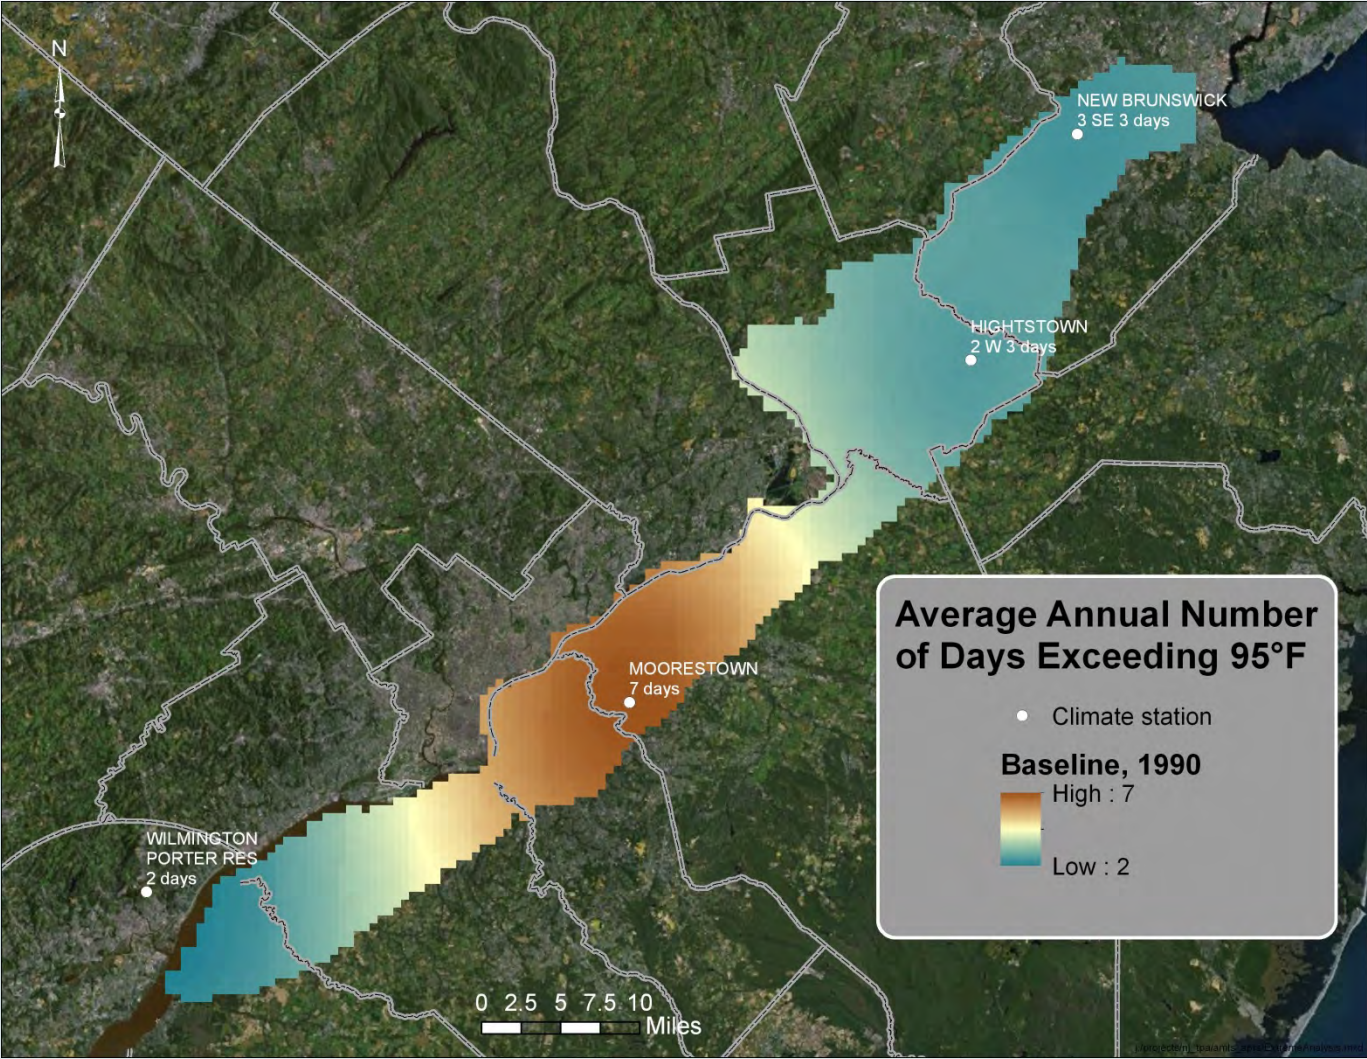 N
NEW BRUNSWICK
3 SE 3 days
HIGHTSTOWN
2 W 3 days
MOORESTOWN
7 days
WILMINGTON
PORTER RES
2 days
Average Annual Number
of Days Exceeding 95°F
Climate station
Baseline, 1990
High : 7
Low : 2
0 2.5 5 7.5 10
Miles